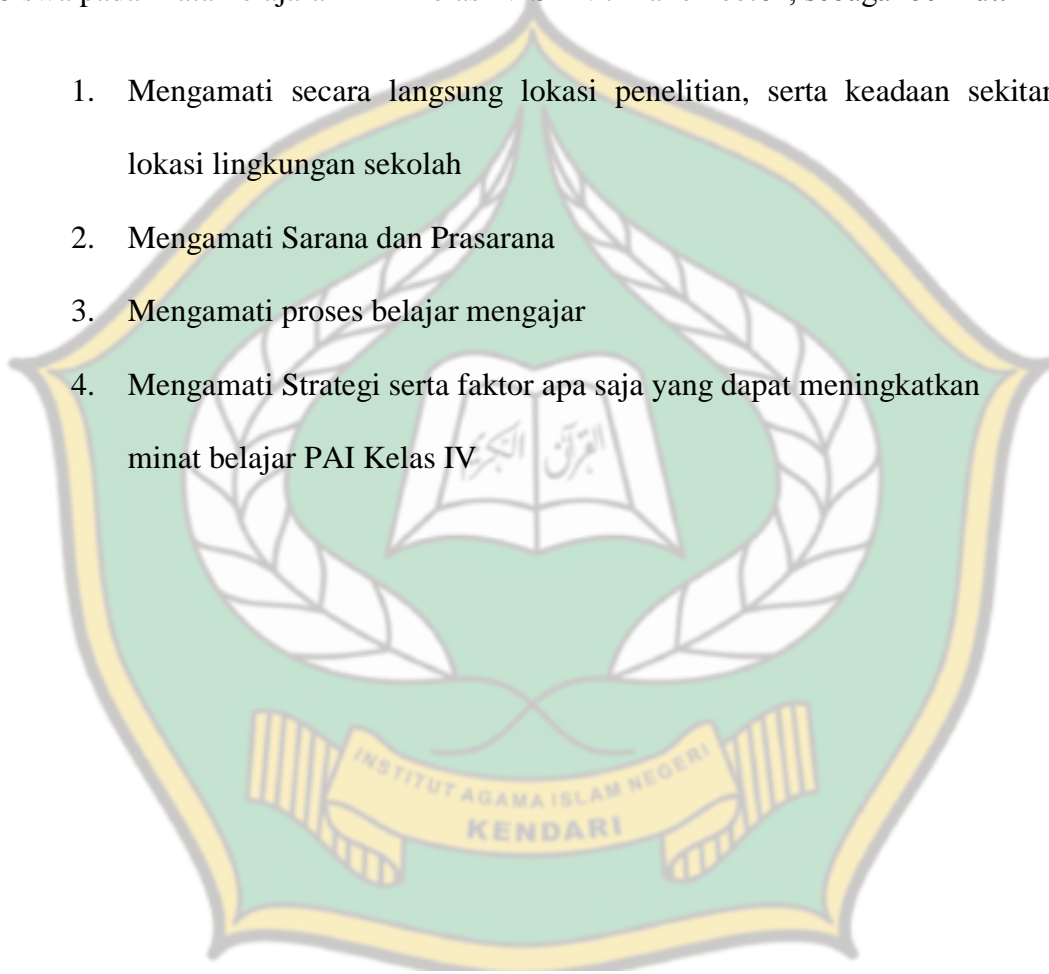 1. Mengamati secara langsung lokasi penelitian, serta keadaan sekitar
lokasi lingkungan sekolah
2. Mengamati Sarana dan Prasarana
3. Mengamati proses belajar mengajar
4. Mengamati Strategi serta faktor apa saja yang dapat meningkatkan
minat belajar PAI Kelas IV
القرآن الكريم
INSTITUT AGAMA ISLAM NEGERI
KENDARI